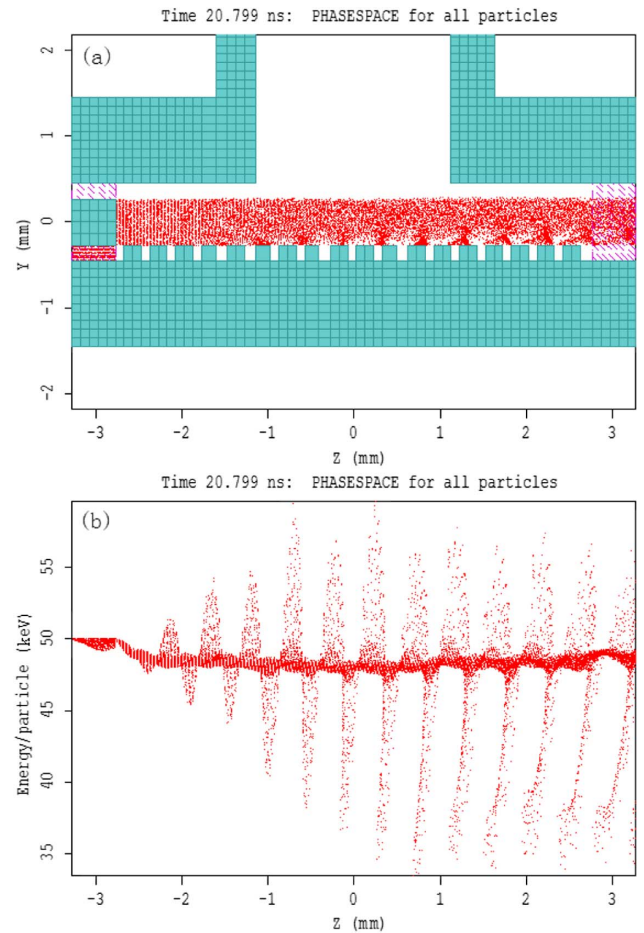 Time 20.799 ns: PHASESPACE for all particles
(a)
2
1
0
-1
-2
Y (mm)
-3 -2 -1 0 1 2 3
Z (mm)
Time 20.799 ns: PHASESPACE for all particles
(b)
55
50
45
40
35
Energy/particle (keV)
-3 -2 -1 0 1 2 3
Z (mm)